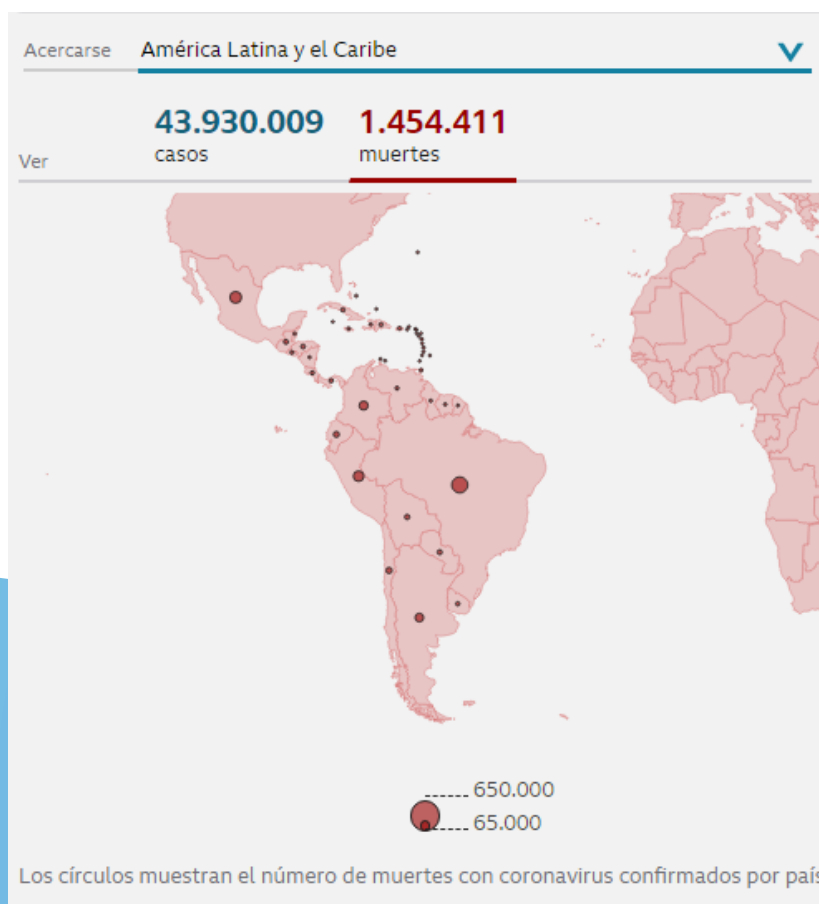 Acercarse América Latina y el Caribe
43.930.009 1.454.411
Ver casos muertes
650.000
65.000
Los círculos muestran el número de muertes con coronavirus confirmados por país